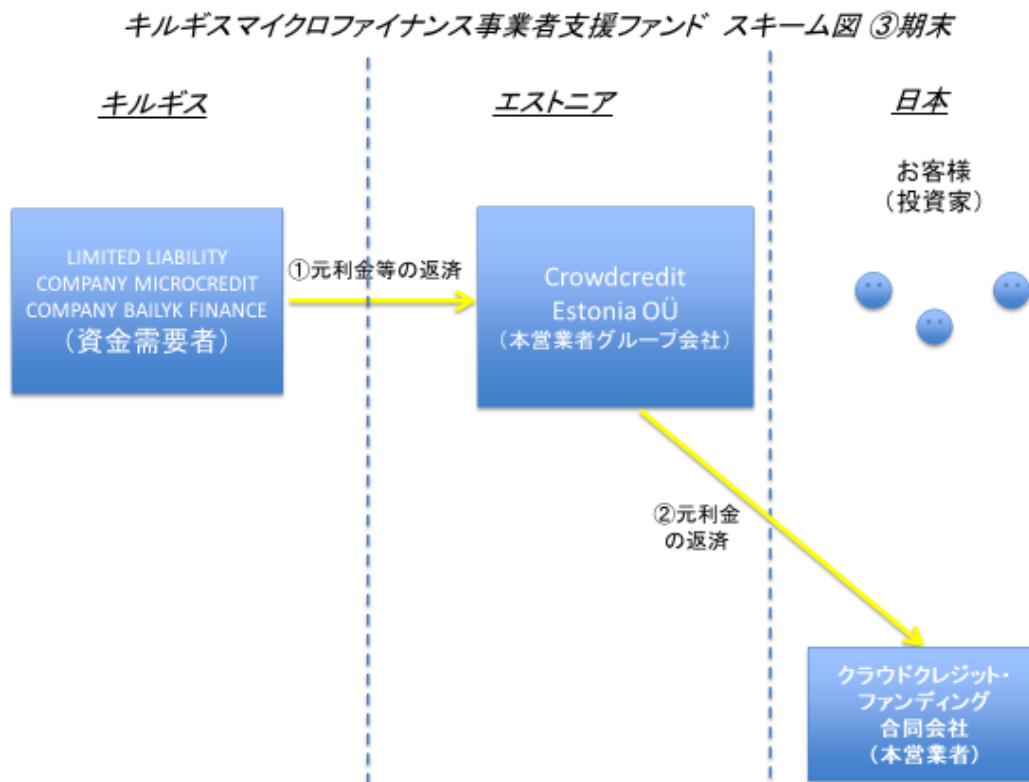 キルギスマイクロファイナンス事業者支援ファンド スキーム図 ③期末
キルギス
エストニア
日本
お客様
（投資家）
LIMITED LIABILITY
COMPANY MICROCREDIT
COMPANY BAILYK FINANCE
（資金需要者）
①元利金等の返済
Crowdcredit
Estonia OÜ
（本営業者グループ会社）
②元利金
の返済
クラウドクレジット・
ファンディング
合同会社
（本営業者）